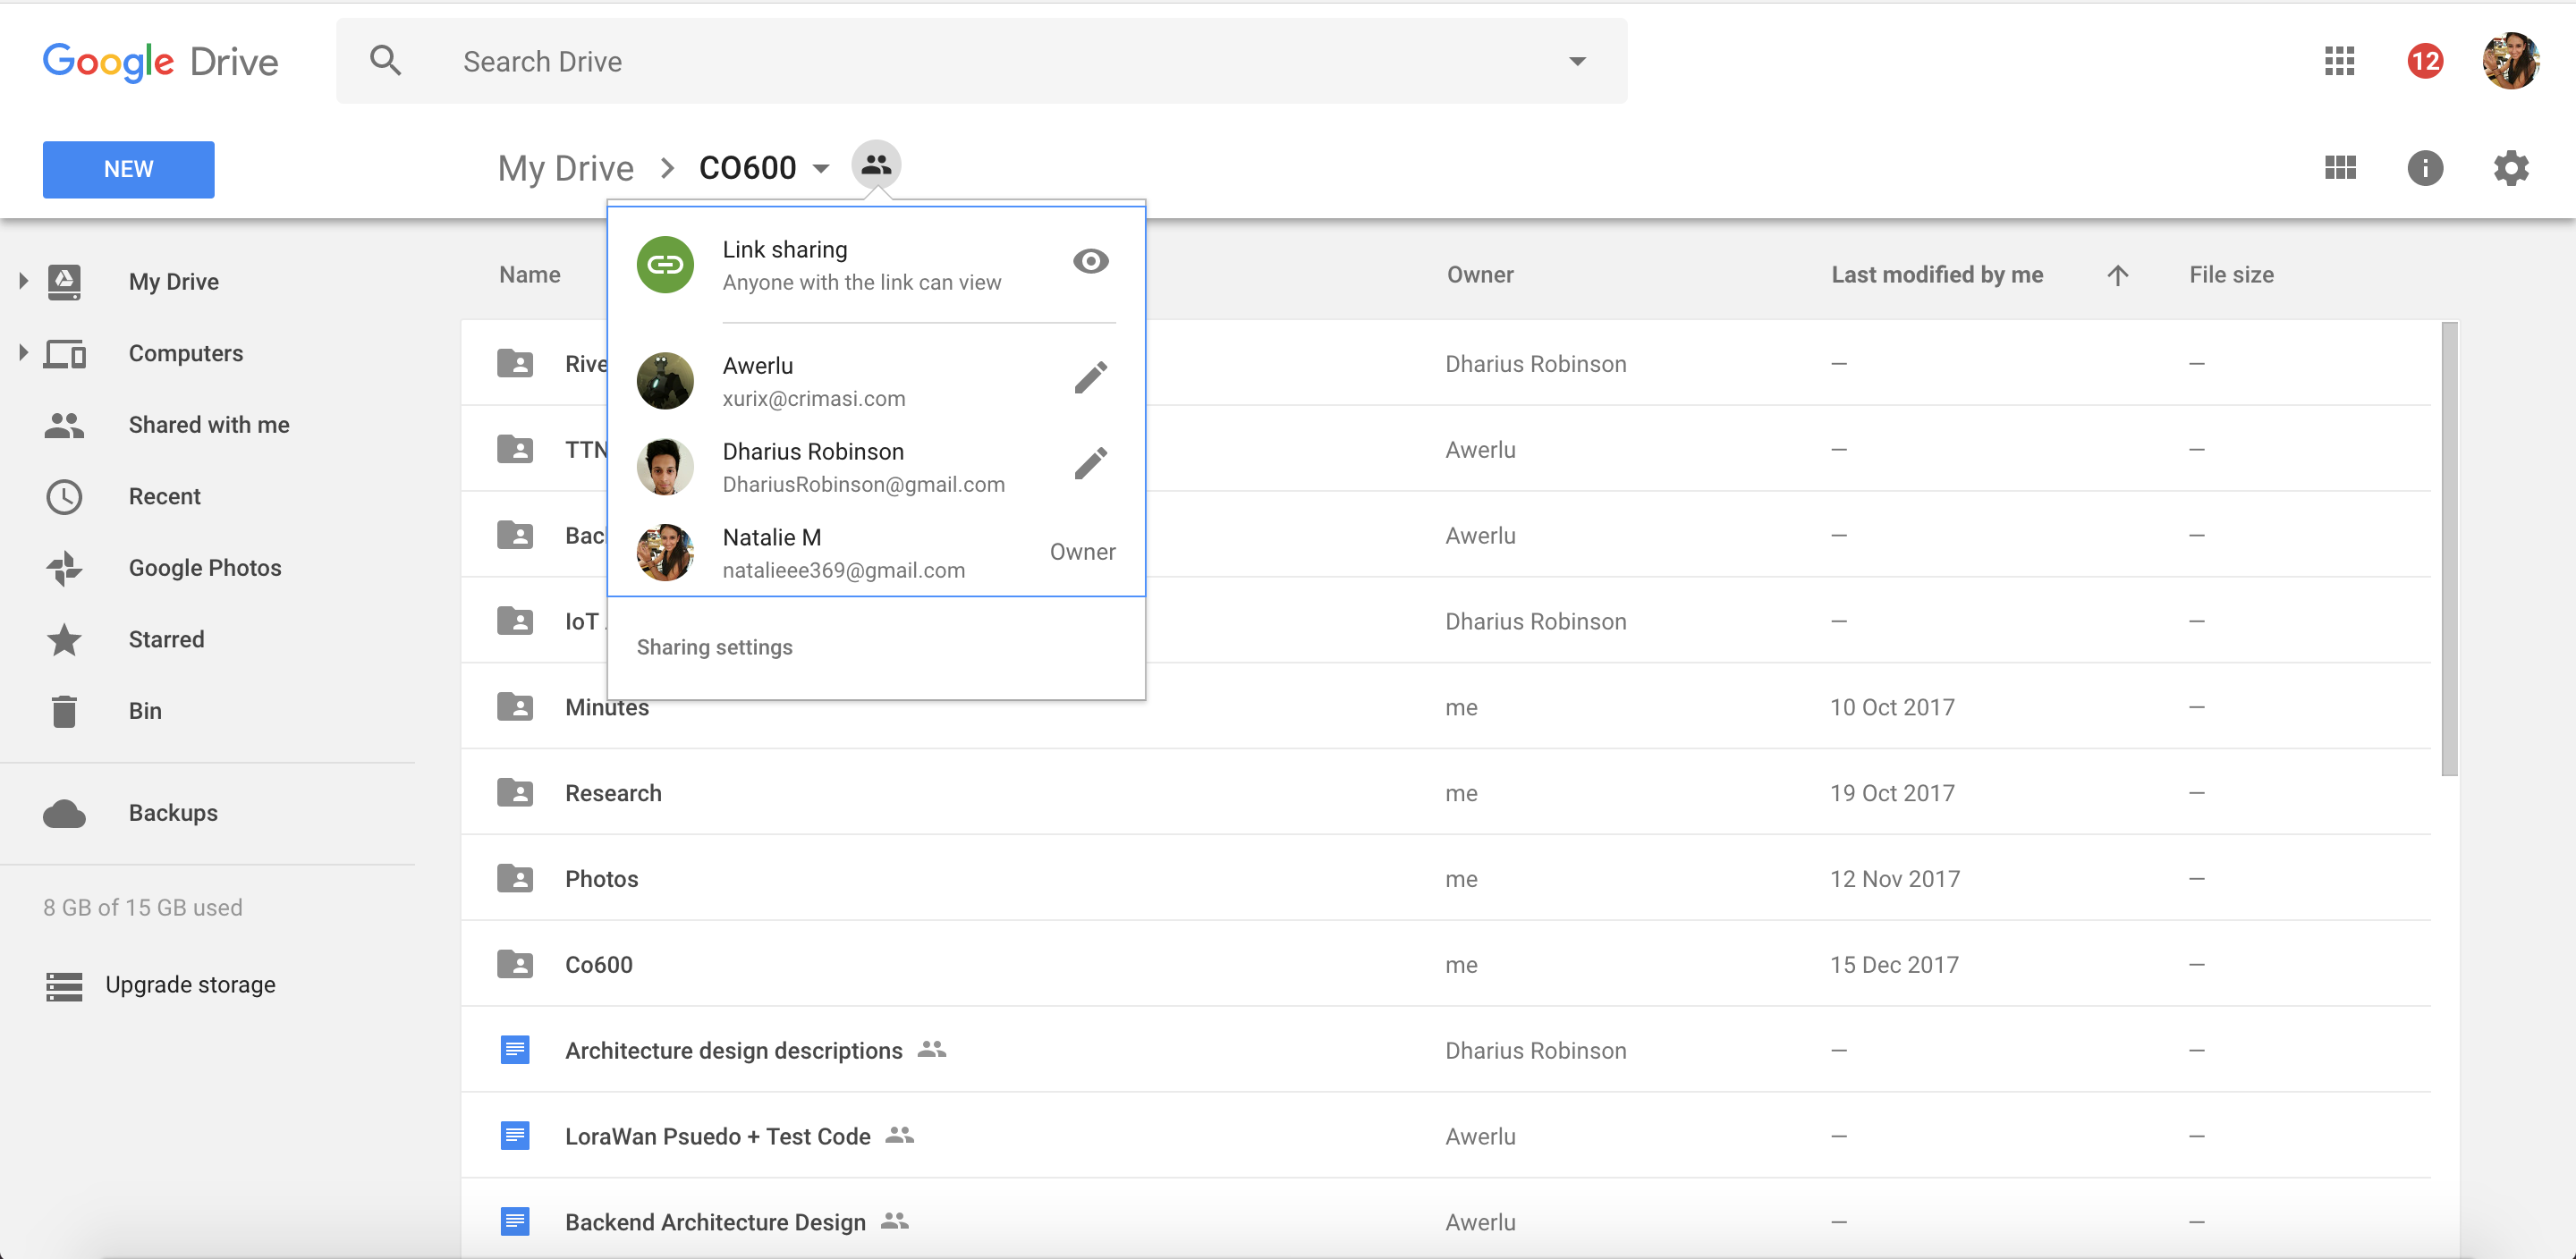 Google Drive
Search Drive
12
NEW
My Drive > CO600
Link sharing
Anyone with the link can view
Awerlu
xurix@crimasi.com
Dharius Robinson
DhariusRobinson@gmail.com
Natalie M
natalieee369@gmail.com
Owner
Sharing settings
My Drive
Computers
Shared with me
Recent
Google Photos
Starred
Bin
Backups
8 GB of 15 GB used
Upgrade storage
Name Owner Last modified by me File size
Rive Dharius Robinson — —
TTN Awerlu — —
Bac Awerlu — —
IoT Dharius Robinson — —
Minutes me 10 Oct 2017 —
Research me 19 Oct 2017 —
Photos me 12 Nov 2017 —
Co600 me 15 Dec 2017 —
Architecture design descriptions Dharius Robinson — —
LoraWan Psuedo + Test Code Awerlu — —
Backend Architecture Design Awerlu — —